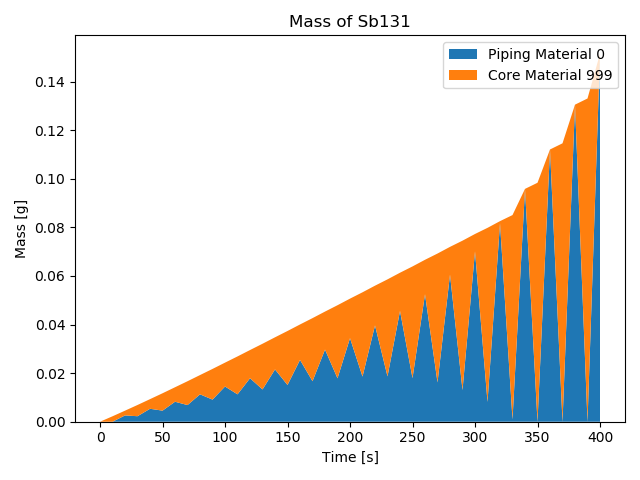 Mass of Sb131
Piping Material 0
Core Material 999
Mass [g]
0.14
0.12
0.10
0.08
0.06
0.04
0.02
0.00
0 50 100 150 200 250 300 350 400
Time [s]